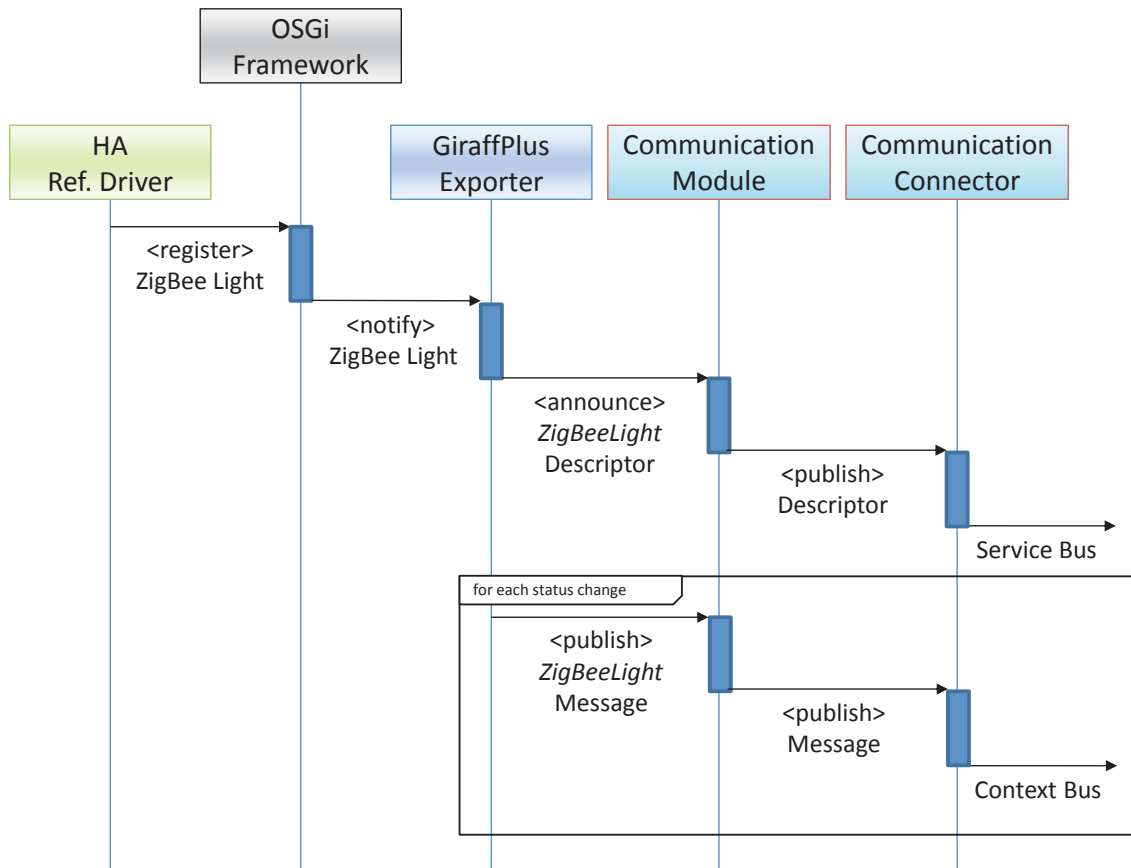 OSGi
Framework
HA
Ref. Driver
GiraffPlus
Exporter
Communication
Module
Communication
Connector
<register>
ZigBee Light
<notify>
ZigBee Light
<announce>
ZigBeeLight
Descriptor
<publish>
Descriptor
Service Bus
for each status change
<publish>
ZigBeeLight
Message
<publish>
Message
Context Bus